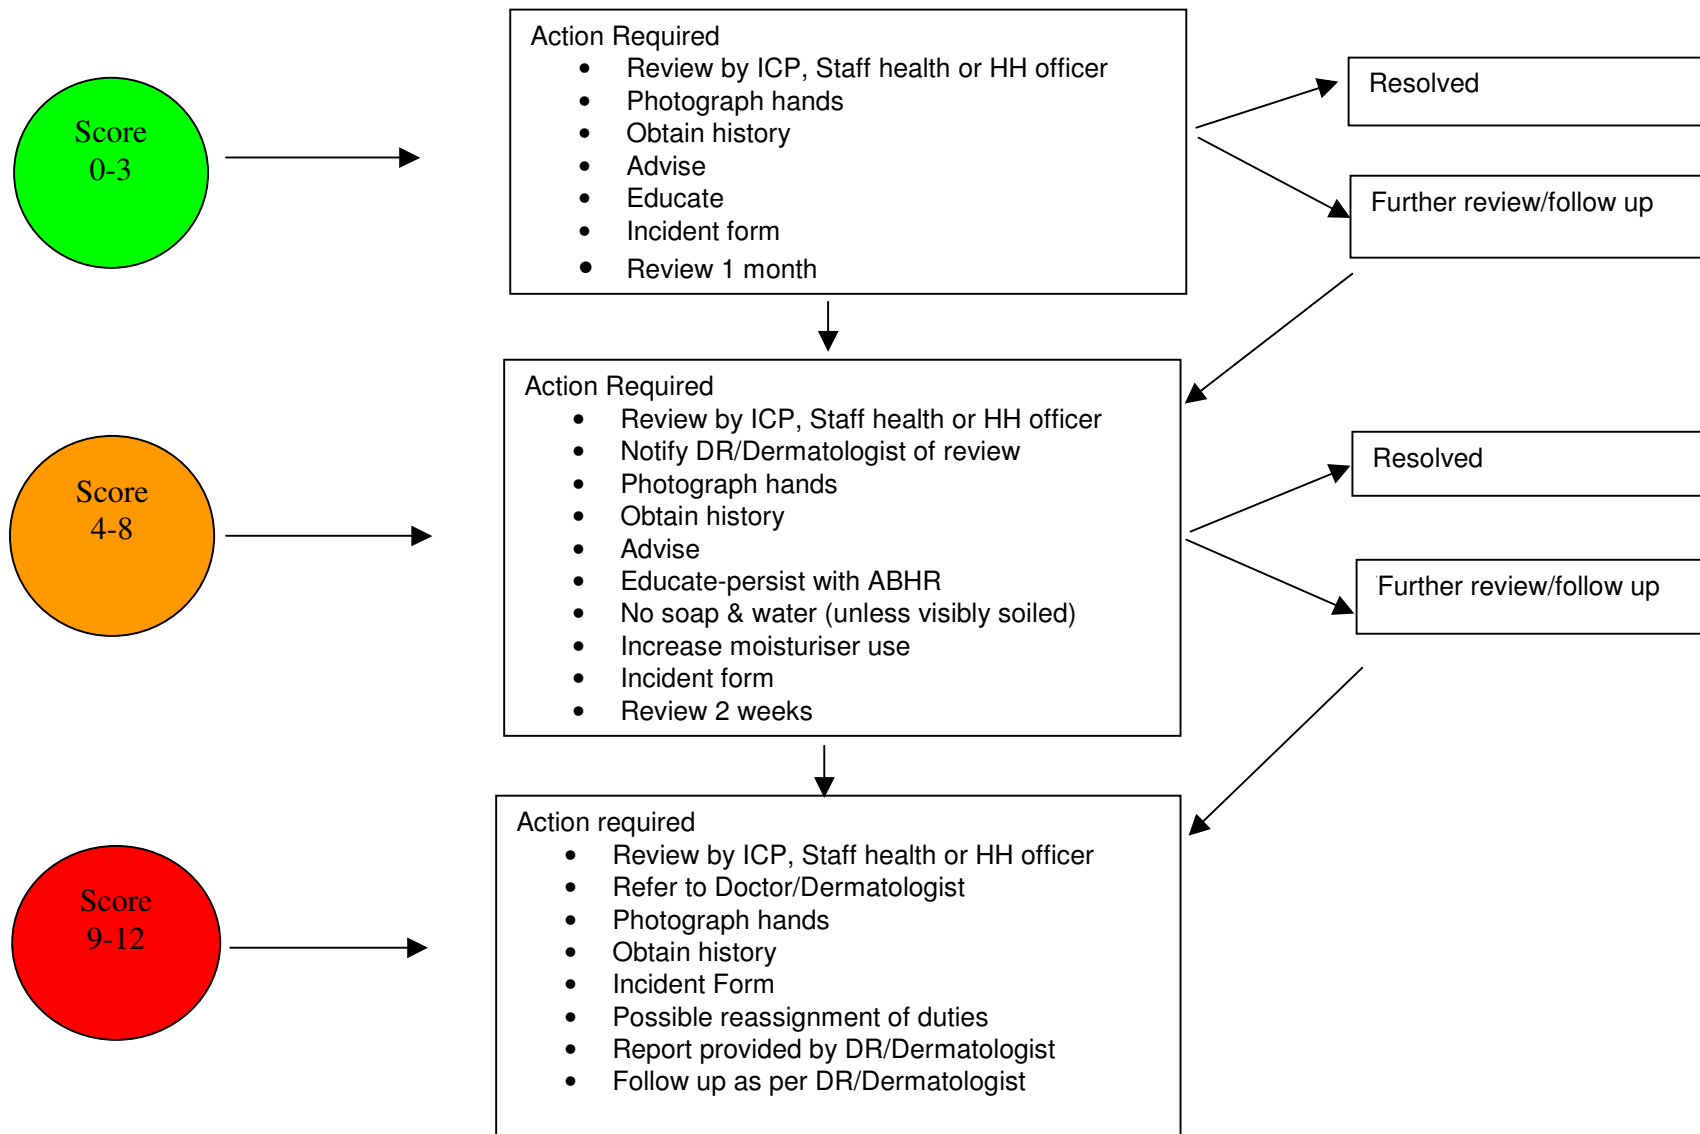 Score
0-3
Action Required
• Review by ICP, Staff health or HH officer
• Photograph hands
• Obtain history
• Advise
• Educate
• Incident form
• Review 1 month
Resolved
Further review/follow up
Score
4-8
Action Required
• Review by ICP, Staff health or HH officer
• Notify DR/Dermatologist of review
• Photograph hands
• Obtain history
• Advise
• Educate-persist with ABHR
• No soap & water (unless visibly soiled)
• Increase moisturiser use
• Incident form
• Review 2 weeks
Resolved
Further review/follow up
Score
9-12
Action required
• Review by ICP, Staff health or HH officer
• Refer to Doctor/Dermatologist
• Photograph hands
• Obtain history
• Incident Form
• Possible reassignment of duties
• Report provided by DR/Dermatologist
• Follow up as per DR/Dermatologist